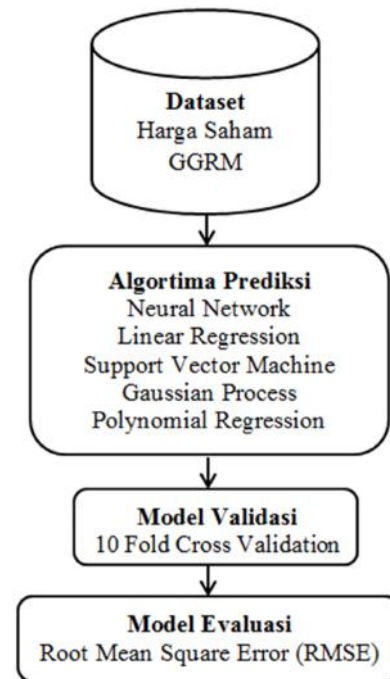 Dataset
Harga Saham
GGRM
Algortima Prediksi
Neural Network
Linear Regression
Support Vector Machine
Gaussian Process
Polynomial Regression
Model Validasi
10 Fold Cross Validation
Model Evaluasi
Root Mean Square Error (RMSE)